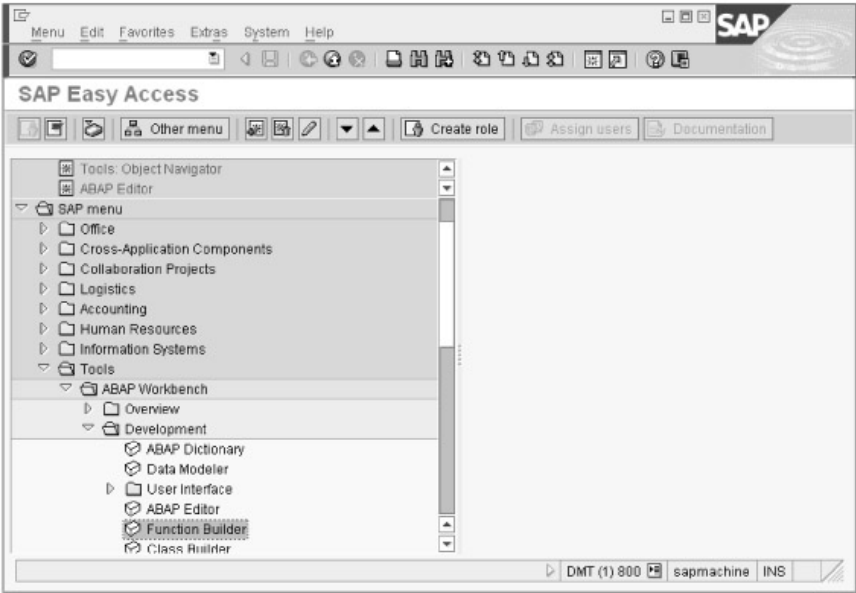 Menu Edit Favorites Extras System Help
SAP
SAP Easy Access
Other menu Create role Assign users Documentation
Tools: Object Navigator
ABAP Editor
SAP menu
Office
Cross-Application Components
Collaboration Projects
Logistics
Accounting
Human Resources
Information Systems
Tools
ABAP Workbench
Overview
Development
ABAP Dictionary
Data Modeler
User Interface
ABAP Editor
Function Builder
Class Builder
DMT (1) 800 sapmachine INS